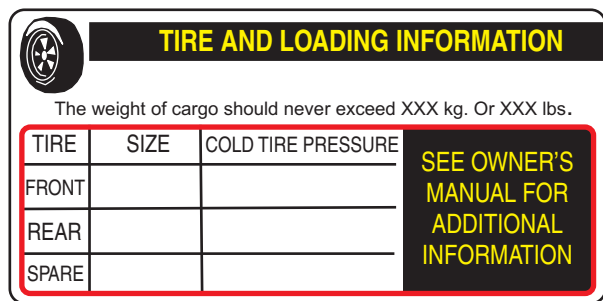 TIRE AND LOADING INFORMATION
The weight of cargo should never exceed XXX kg. Or XXX lbs.
TIRE SIZE COLD TIRE PRESSURE
FRONT
REAR
SPARE
SEE OWNER'S
MANUAL FOR
ADDITIONAL
INFORMATION